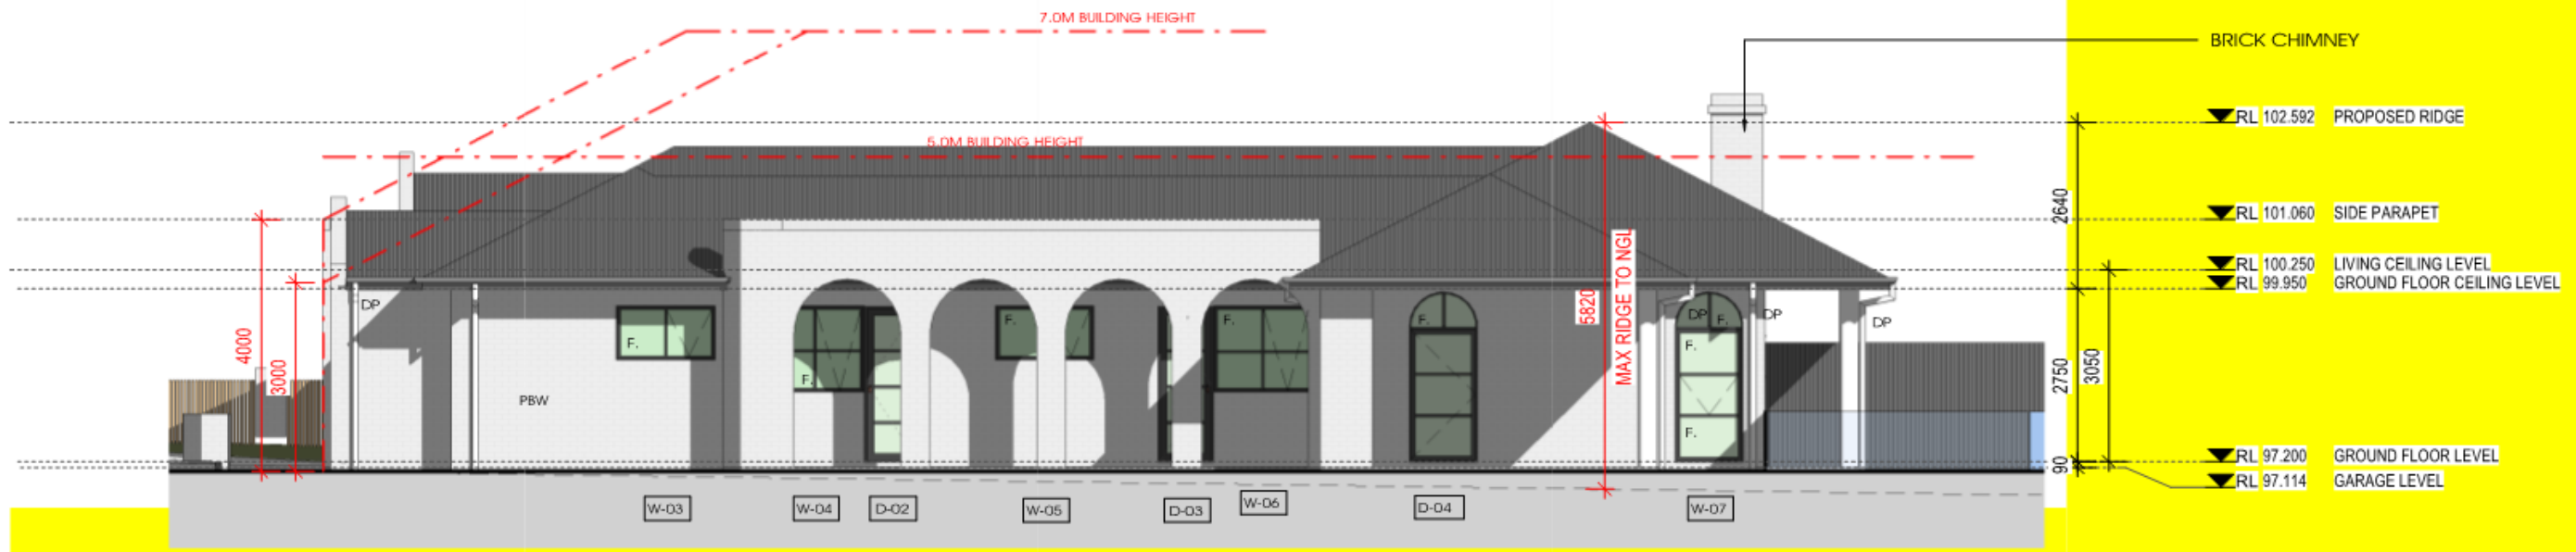 7.0M BUILDING HEIGHT
BRICK CHIMNEY
RL 102.592 PROPOSED RIDGE
5.0M BUILDING HEIGHT
2640
RL 101.060 SIDE PARAPET
MAX RIDGE TO NGL
5820
RL 100.250 LIVING CEILING LEVEL
RL 99.950 GROUND FLOOR CEILING LEVEL
DP
F.
F.
F.
F.
DP
F.
DP
DP
4000
3000
F.
F.
2750
3050
F.
PBW
F.
RL 97.200 GROUND FLOOR LEVEL
90
RL 97.114 GARAGE LEVEL
W-03
W-04
D-02
W-05
D-03
W-06
D-04
W-07